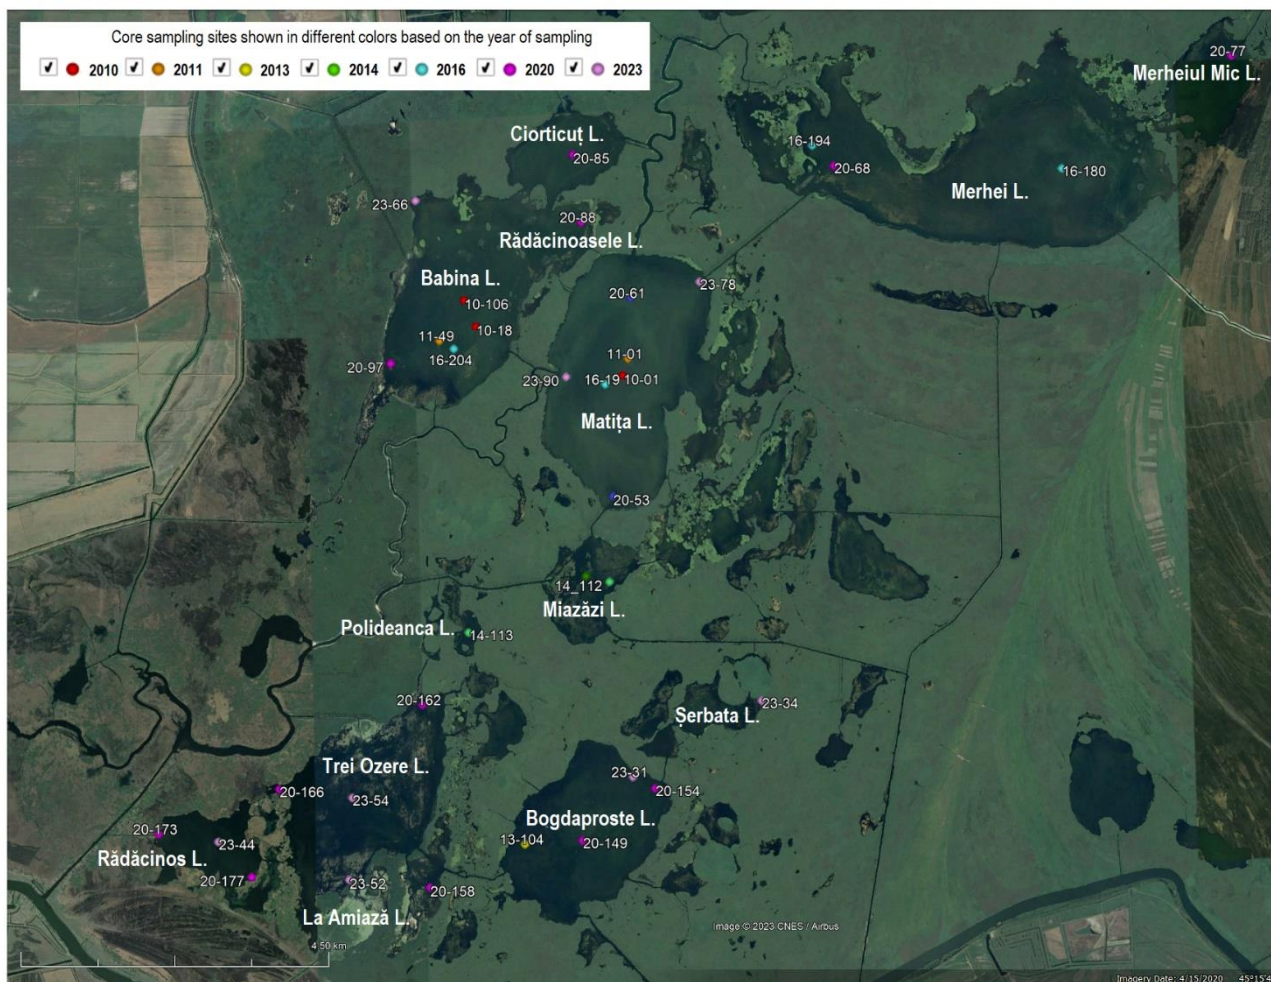 Core sampling sites shown in different colors based on the year of sampling
2010 2011 2013 2014 2016 2020 2023
20-77
Merheiul Mic L.
Ciorticuț L.
16-194
20-85
20-68
16-180
Merhei L.
23-66
20-88
Rădăcinoasele L.
Babina L.
23-78
20-61
10-106
10-18
11-49
16-204
11-01
20-97
23-90
16-19 10-01
Matița L.
20-53
14_112
Miazăzi L.
Polideanca L.
14-113
20-162
23-34
Șerbata L.
Trei Ozere L.
23-31
20-166
23-54
20-154
Bogdaproste L.
20-173
23-44
13-104
20-149
Rădăcinos L.
20-177
23-52
20-158
La Amiază L.
Image © 2023 CNES / Airbus
4.50 km
Imagery Date: 4/15/2020 45°15'4